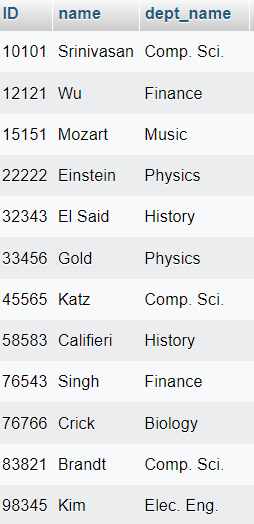 ID name dept_name
10101 Srinivasan Comp. Sci.
12121 Wu Finance
15151 Mozart Music
22222 Einstein Physics
32343 El Said History
33456 Gold Physics
45565 Katz Comp. Sci.
58583 Califieri History
76543 Singh Finance
76766 Crick Biology
83821 Brandt Comp. Sci.
98345 Kim Elec. Eng.